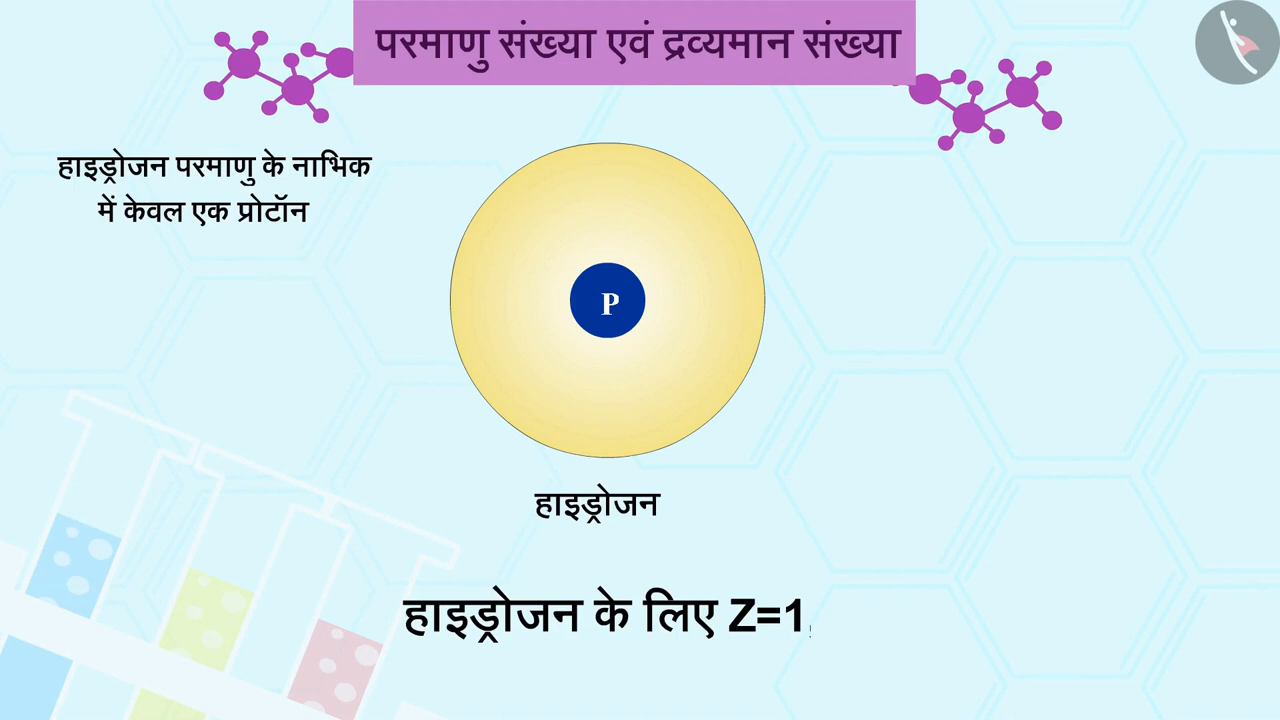 परमाणु संख्या एवं द्रव्यमान संख्या
हाइड्रोजन परमाणु के नाभिक
में केवल एक प्रोटॉन
P
हाइड्रोजन
हाइड्रोजन के लिए Z=1,